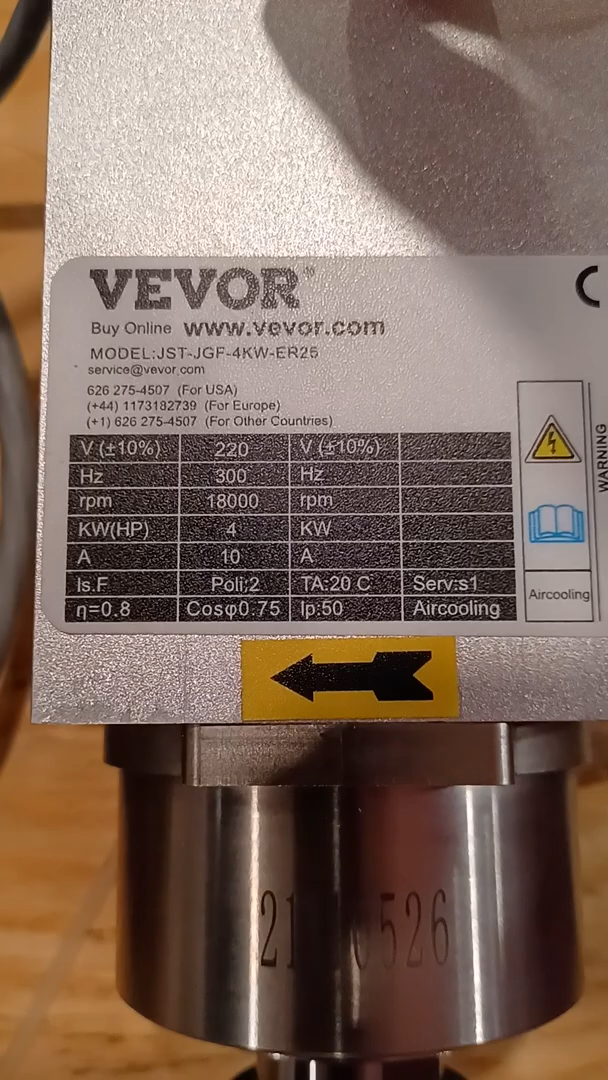 VEVOR®
Buy Online www.vevor.com
MODEL:JST-JGF-4KW-ER25
service@vevor.com
626 275-4507 (For USA)
(+44) 1173182739 (For Europe)
(+1) 626 275-4507 (For Other Countries)
V (±10%) 220 V (±10%)
Hz 300 Hz
rpm 18000 rpm
KW(HP) 4 KW
A 10 A
Is.F Poli;2 TA:20 C Serv:s1
η=0.8 Cosφ0.75 Ip:50 Aircooling
WARNING
Aircooling